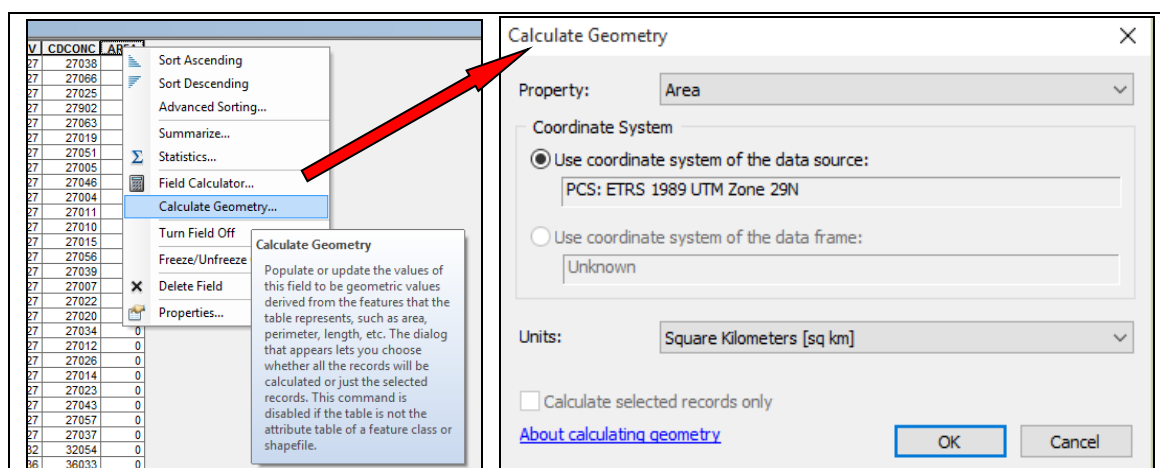 V CDCONC AREA
27 27038
27 27066
27 27025
27 27902
27 27063
27 27019
27 27051
27 27005
27 27046
27 27004
27 27011
27 27010
27 27015
27 27056
27 27039
27 27007
27 27022
27 27020
27 27034 0
27 27012 0
27 27026 0
27 27014 0
27 27023 0
27 27043 0
27 27057 0
27 27037 0
32 32054 0
36 36033 0
Sort Ascending
Sort Descending
Advanced Sorting...
Summarize...
Σ Statistics...
Field Calculator...
Calculate Geometry...
Turn Field Off
Freeze/Unfreeze
Delete Field
Properties...
Calculate Geometry
Populate or update the values of
this field to be geometric values
derived from the features that the
table represents, such as area,
perimeter, length, etc. The dialog
that appears lets you choose
whether all the records will be
calculated or just the selected
records. This command is
disabled if the table is not the
attribute table of a feature class or
shapefile.
Calculate Geometry
Property: Area
Coordinate System
Use coordinate system of the data source:
PCS: ETRS 1989 UTM Zone 29N
Use coordinate system of the data frame:
Unknown
Units: Square Kilometers [sq km]
Calculate selected records only
About calculating geometry
OK Cancel